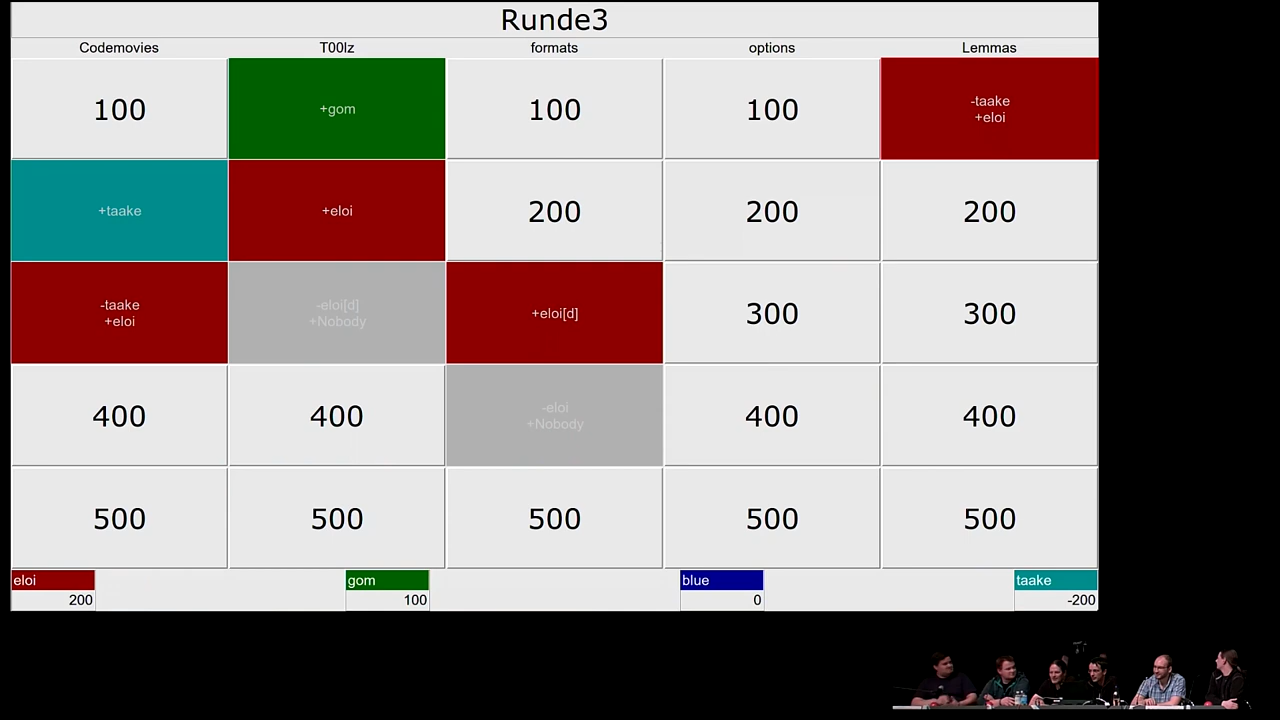 Runde3
Codemovies T00lz formats options Lemmas
100 +gom 100 100 -taake
+eloi
+taake +eloi 200 200 200
-taake
+eloi
-eloi[d]
+Nobody
+eloi[d] 300 300
400 400 -eloi
+Nobody
400 400
500 500 500 500 500
eloi gom blue taake
200 100 0 -200